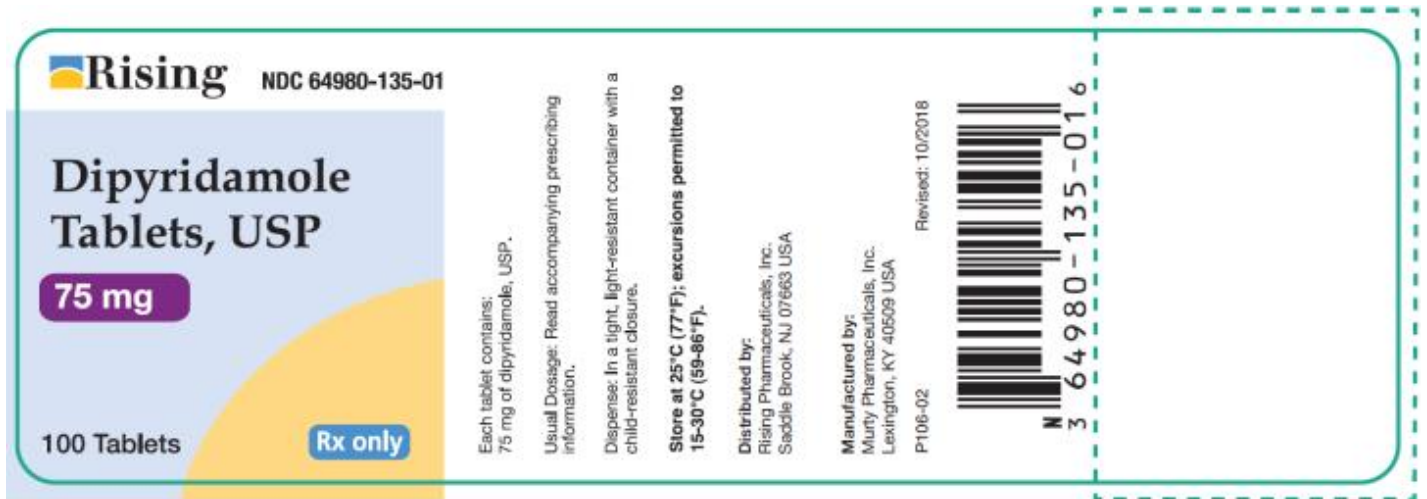 Rising
NDC 64980-135-01
Dipyridamole
Tablets, USP
75 mg
100 Tablets
Rx only
Each tablet contains:
75 mg of dipyridamole, USP.
Usual Dosage: Read accompanying prescribing
information.
Dispense: In a tight, light-resistant container with a
child-resistant closure.
Store at 25°C (77°F); excursions permitted to
15-30°C (59-86°F).
Distributed by:
Rising Pharmaceuticals, Inc.
Saddle Brook, NJ 07663 USA
Manufactured by:
Murty Pharmaceuticals, Inc.
Lexington, KY 40509 USA
P106-02
Revised: 10/2018
N
3 64980-135-01 6